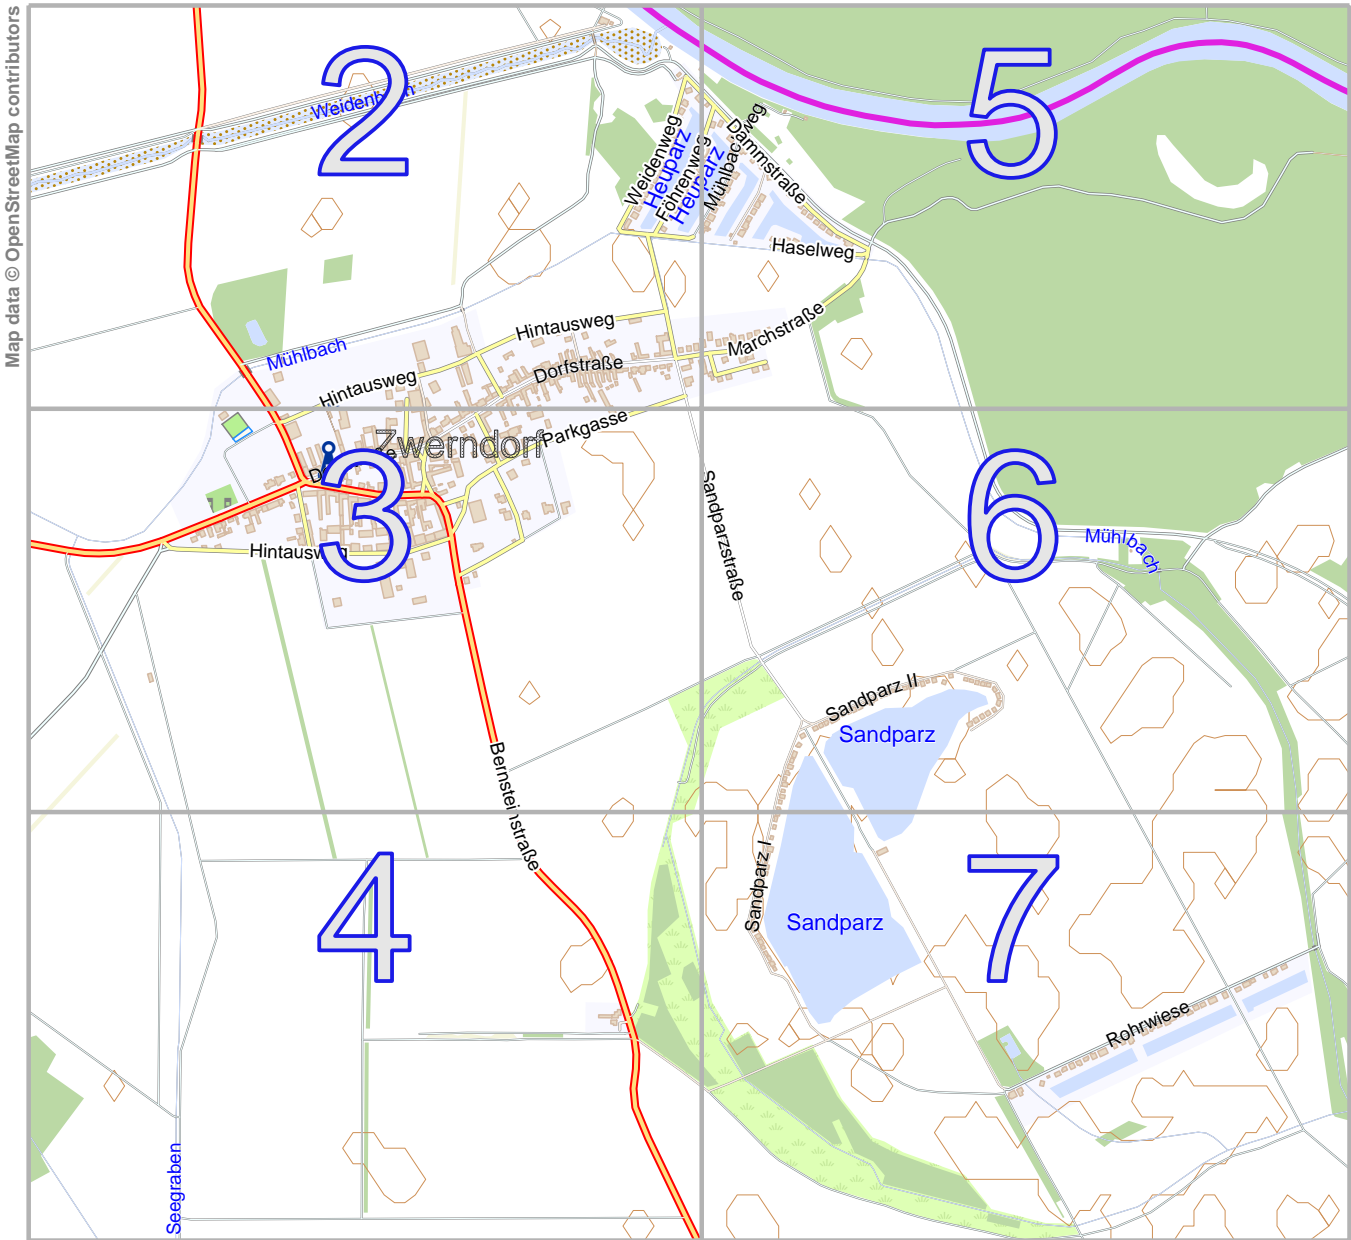 Map data © OpenStreetMap contributors
2
5
Weidenweg
Heuparz
Föhrenweg
Heuparz
Mühlbachweg
Dammstraße
Haselweg
Hintausweg
Marchstraße
Mühlbach
Dorfstraße
Hintausweg
Parkgasse
Zwerndorf
3
6
Hintausweg
Sandparzstraße
Mühlbach
Sandparz II
Sandparz
Bernsteinstraße
4
7
Sandparz I
Sandparz
Rohrwiese
Seegraben